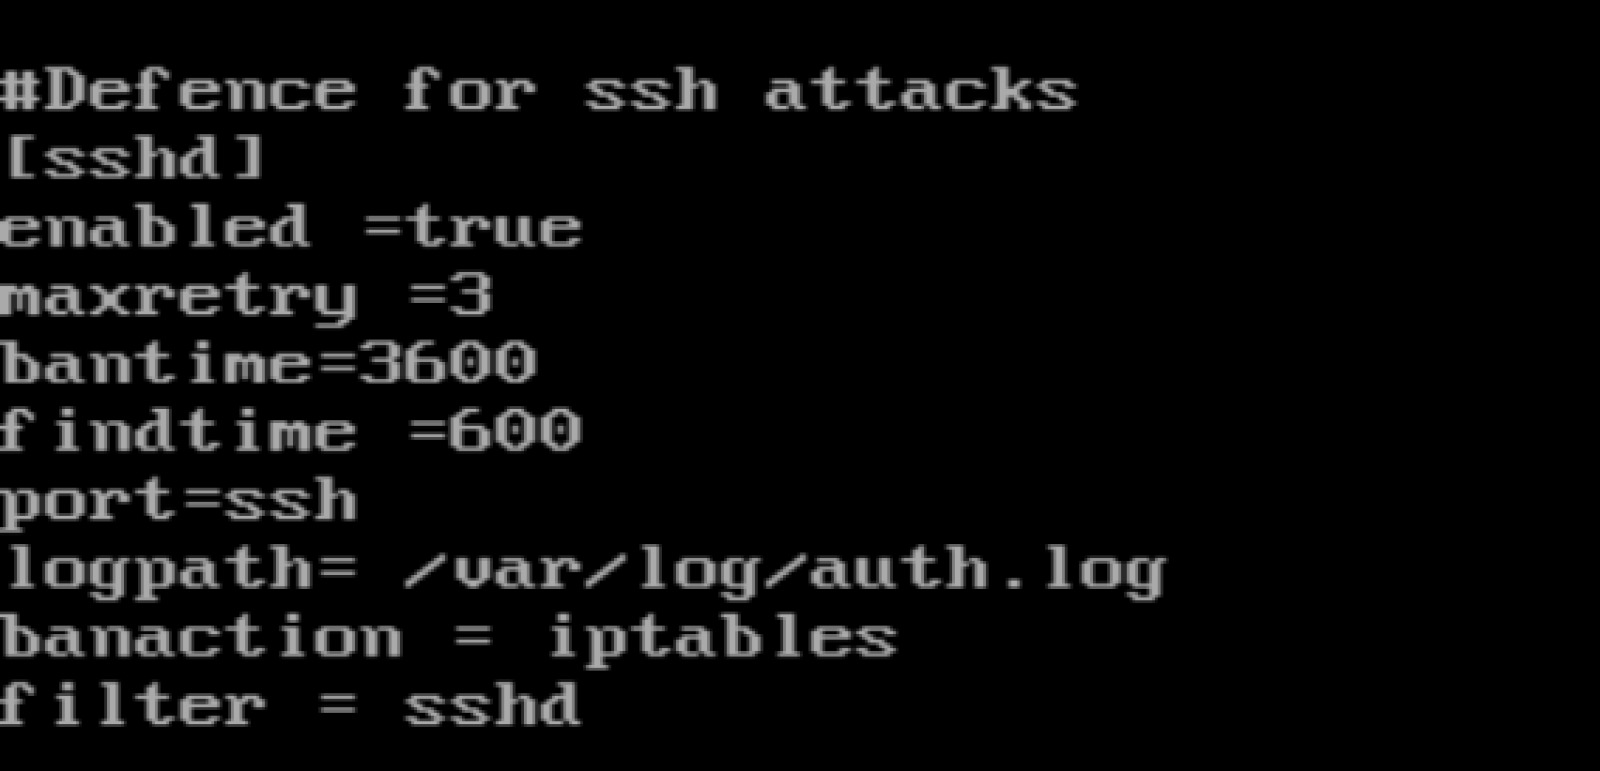 #Defence for ssh attacks
[sshd]
enabled =true
maxretry =3
bantime=3600
findtime =600
port=ssh
logpath= /var/log/auth.log
banaction = iptables
filter = sshd